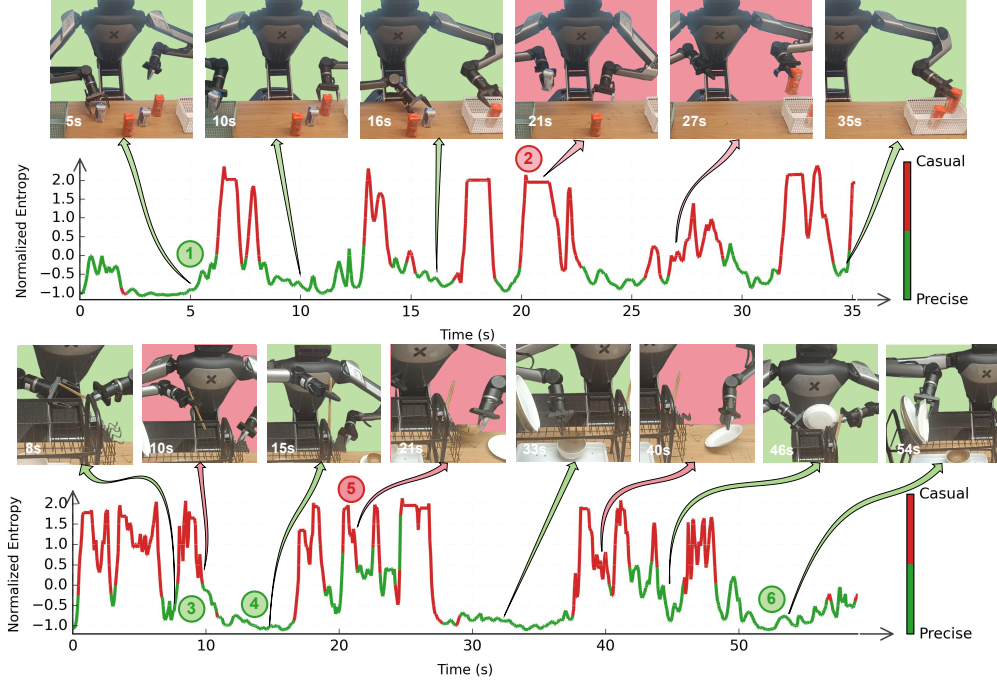 5s
10s
16s
21s
27s
35s
Normalized Entropy
2.0
1.5
1.0
0.5
0.0
−0.5
−1.0
1
2
0
5
10
15
20
25
30
35
Time (s)
Casual
Precise
8s
10s
15s
21s
33s
40s
46s
54s
Normalized Entropy
2.0
1.5
1.0
0.5
0.0
−0.5
−1.0
3
4
5
6
0
10
20
30
40
50
Time (s)
Casual
Precise